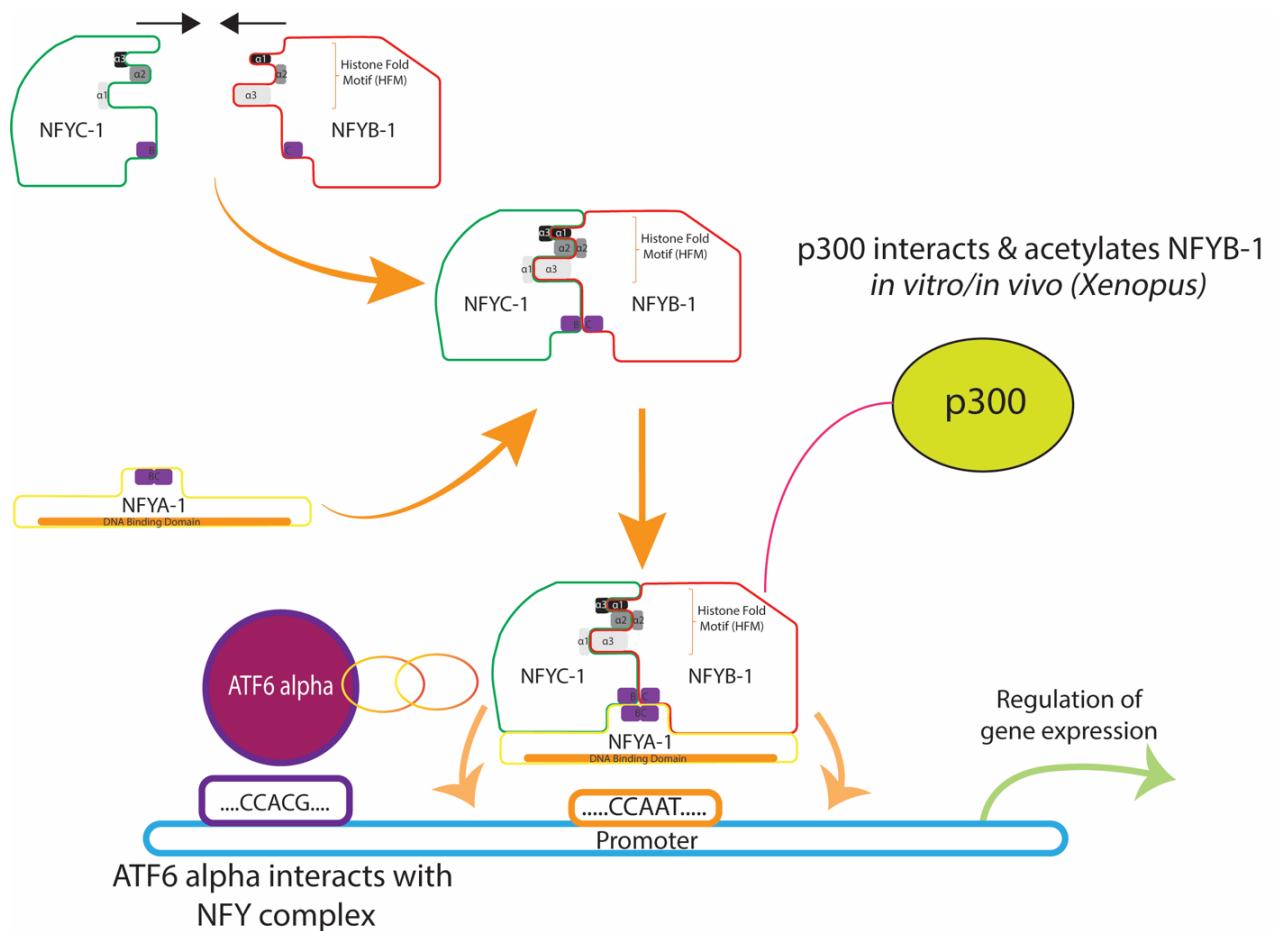 α3
α2
α1
NFYC-1
B
α1
α2
α3
Histone Fold
Motif (HFM)
NFYB-1
C
α3
α1
α2
α2
α1
α3
Histone Fold
Motif (HFM)
NFYC-1
NFYB-1
B
C
p300 interacts & acetylates NFYB-1
in vitro/in vivo (Xenopus)
p300
BC
NFYA-1
DNA Binding Domain
α3
α1
α2
α2
α1
α3
Histone Fold
Motif (HFM)
NFYC-1
NFYB-1
B
C
BC
NFYA-1
DNA Binding Domain
ATF6 alpha
Regulation of
gene expression
....CCACG....
.....CCAAT.....
Promoter
ATF6 alpha interacts with
NFY complex